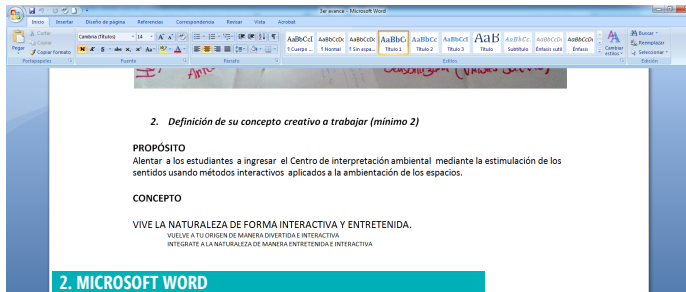 3er avance - Microsoft Word
Inicio Insertar Diseño de página Referencias Correspondencia Revisar Vista Acrobat
Pegar
Cortar
Copiar
Copiar formato
Portapapeles
Cambria (Títulos) 14
Fuente
Párrafo
AaBbCcI AaBbCcDc AaBbCcDc AaBbC AaBbCc AaBbCcI AaB AaBbCc AaBbCcDi AaBbCcDi
¶ Cuerpo ... ¶ Normal ¶ Sin espa... Título 1 Título 2 Título 3 Título Subtítulo Énfasis sutil Énfasis
Estilos
Cambiar estilos
Buscar
Reemplazar
Seleccionar
Edición
2. Definición de su concepto creativo a trabajar (mínimo 2)
PROPÓSITO
Alentar a los estudiantes a ingresar el Centro de interpretación ambiental mediante la estimulación de los
sentidos usando métodos interactivos aplicados a la ambientación de los espacios.
CONCEPTO
VIVE LA NATURALEZA DE FORMA INTERACTIVA Y ENTRETENIDA.
VUELVE A TU ORIGEN DE MANERA DIVERTIDA E INTERACTIVA
INTEGRATE A LA NATURALEZA DE MANERA ENTRETENIDA E INTERACTIVA
2. MICROSOFT WORD